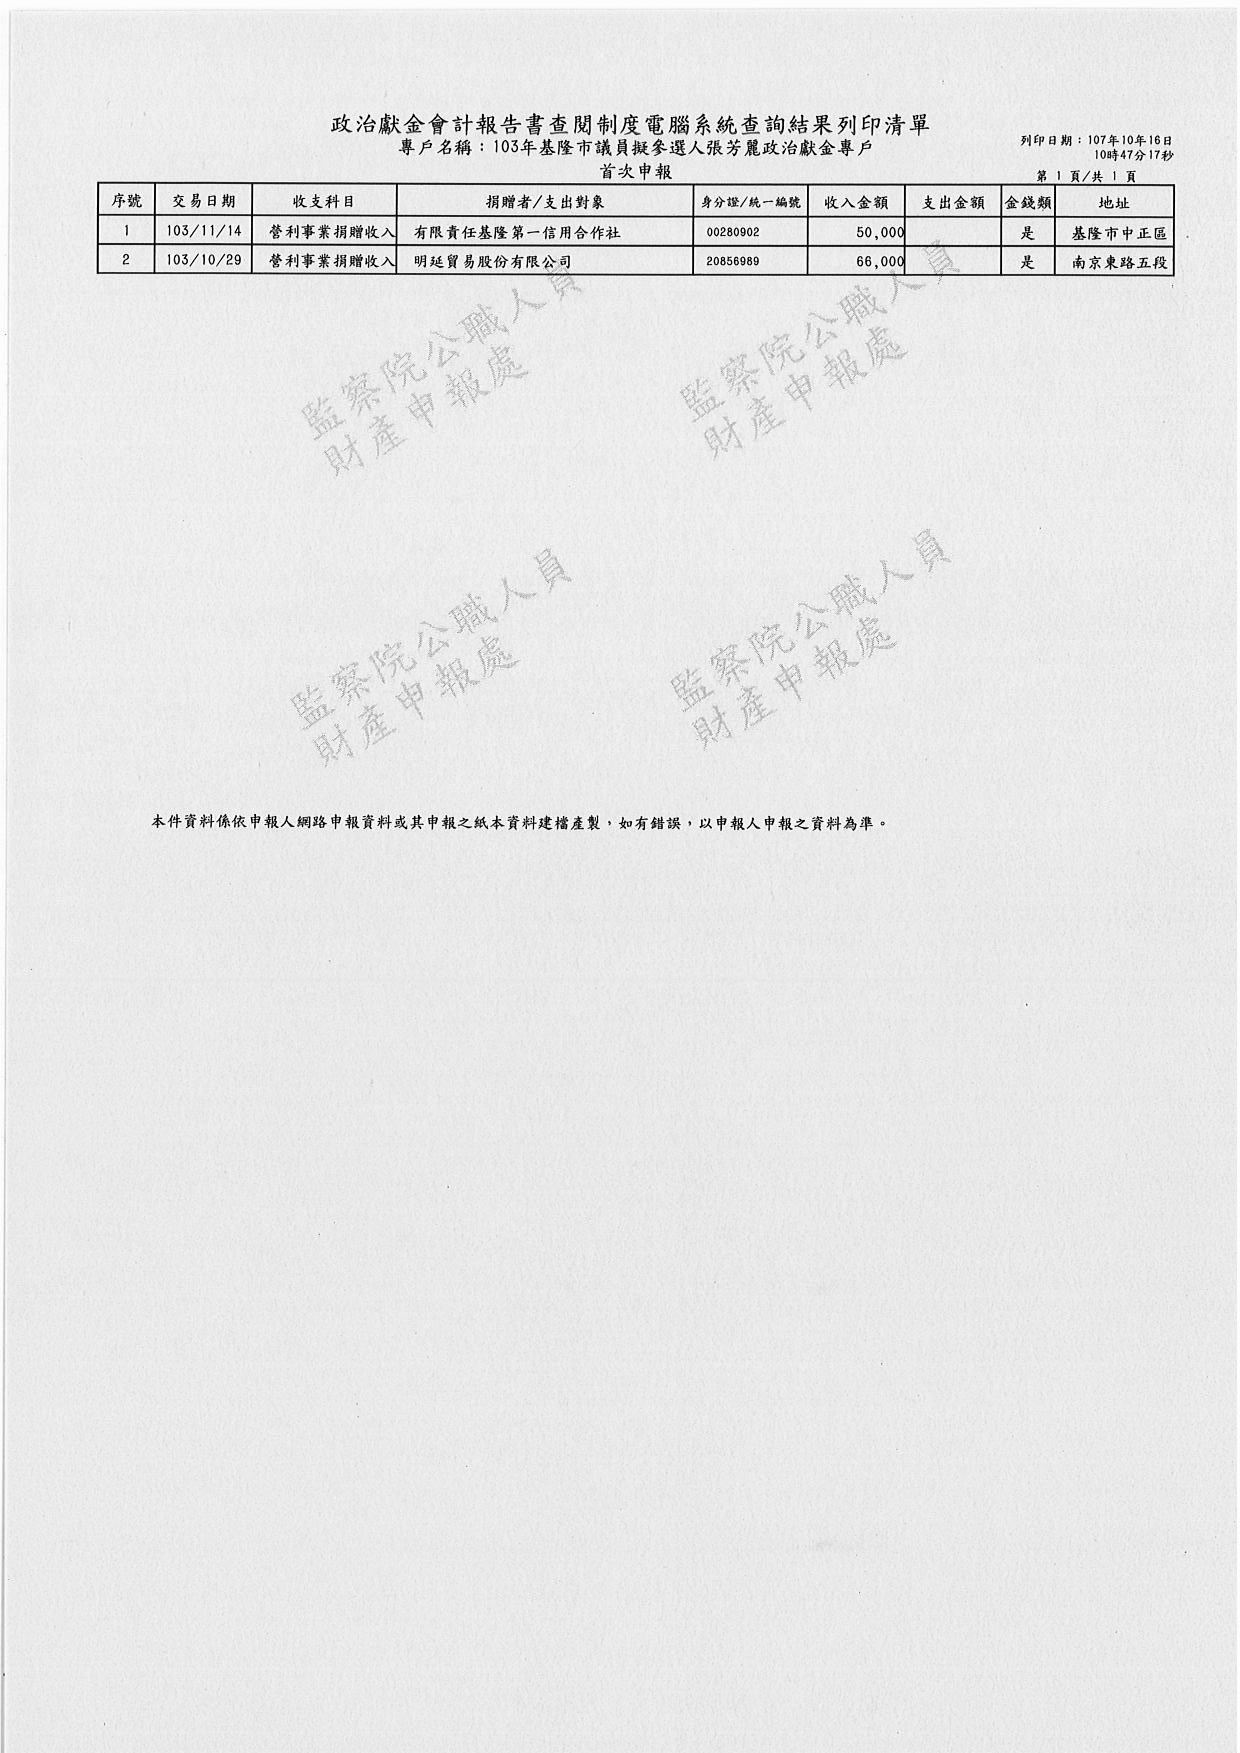 政治獻金會計報告書查閱制度電腦系統查詢結果列印清單
專戶名稱：103年基隆市議員擬參選人張芳麗政治獻金專戶
首次申報
列印日期：107年10月16日
10時47分17秒
第 1 頁/共 1 頁
序號 交易日期 收支科目 捐贈者/支出對象 身分證/統一編號 收入金額 支出金額 金錢類 地址
1 103/11/14 營利事業捐贈收入 有限責任基隆第一信用合作社 00280902 50,000 是 基隆市中正區
2 103/10/29 營利事業捐贈收入 明延貿易股份有限公司 20856989 66,000 是 南京東路五段
監察院公職人員
財產申報處
監察院公職人員
財產申報處
監察院公職人員
財產申報處
監察院公職人員
財產申報處
本件資料係依申報人網路申報資料或其申報之紙本資料建檔產製，如有錯誤，以申報人申報之資料為準。